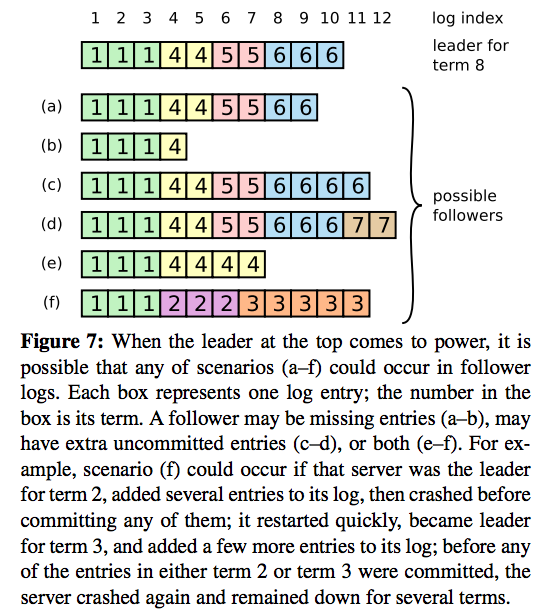 1 2 3 4 5 6 7 8 9 10 11 12 log index
1 1 1 4 4 5 5 6 6 6 leader for
term 8
(a) 1 1 1 4 4 5 5 6 6
(b) 1 1 1 4
(c) 1 1 1 4 4 5 5 6 6 6 6
(d) 1 1 1 4 4 5 5 6 6 6 7 7
possible
followers
(e) 1 1 1 4 4 4 4
(f) 1 1 1 2 2 2 3 3 3 3 3
Figure 7: When the leader at the top comes to power, it is
possible that any of scenarios (a–f) could occur in follower
logs. Each box represents one log entry; the number in the
box is its term. A follower may be missing entries (a–b), may
have extra uncommitted entries (c–d), or both (e–f). For ex-
ample, scenario (f) could occur if that server was the leader
for term 2, added several entries to its log, then crashed before
committing any of them; it restarted quickly, became leader
for term 3, and added a few more entries to its log; before any
of the entries in either term 2 or term 3 were committed, the
server crashed again and remained down for several terms.